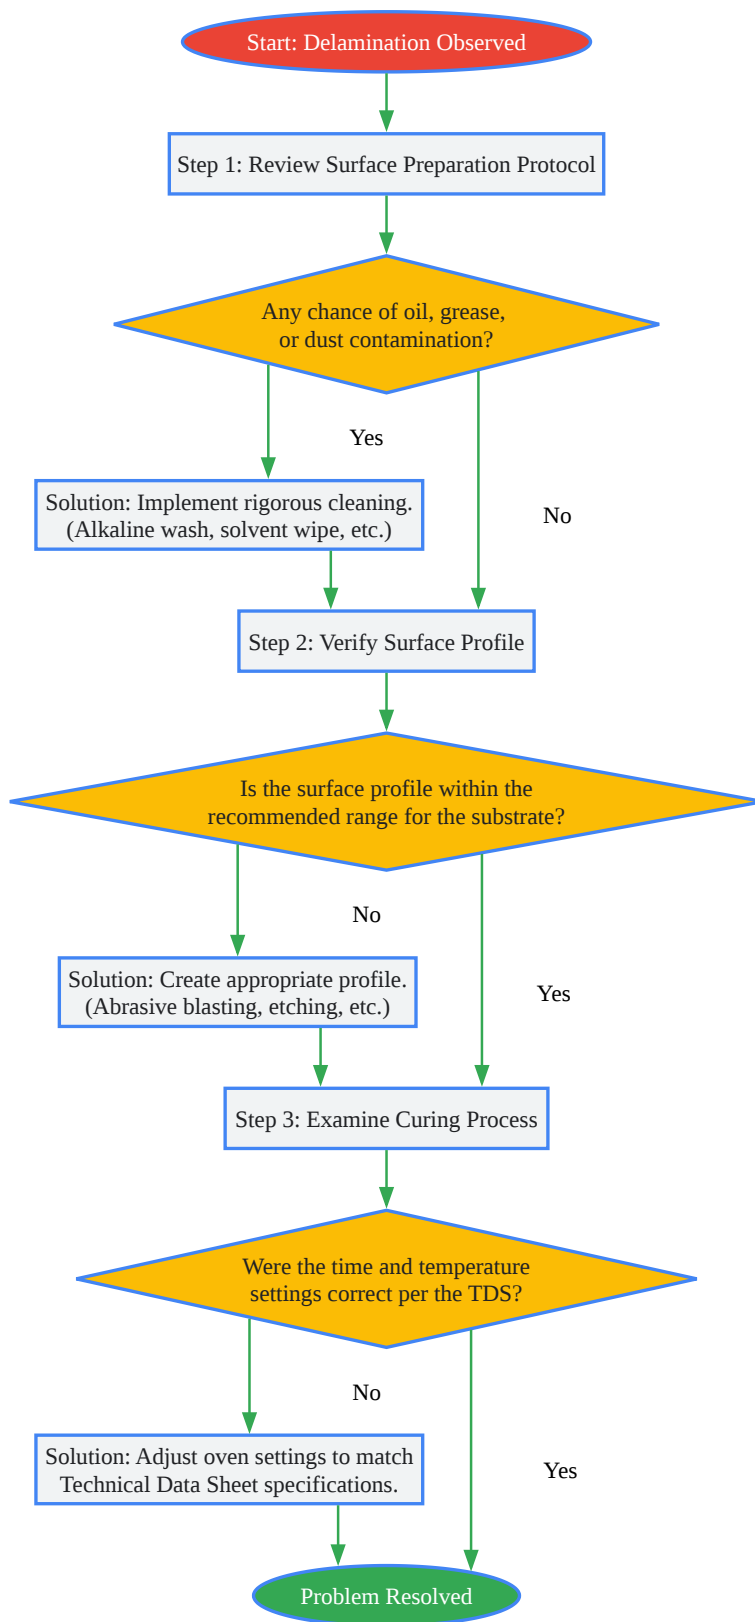 Start: Delamination Observed
Step 1: Review Surface Preparation Protocol
Any chance of oil, grease,
or dust contamination?
Yes
Solution: Implement rigorous cleaning.
(Alkaline wash, solvent wipe, etc.)
No
Step 2: Verify Surface Profile
Is the surface profile within the
recommended range for the substrate?
No
Solution: Create appropriate profile.
(Abrasive blasting, etching, etc.)
Yes
Step 3: Examine Curing Process
Were the time and temperature
settings correct per the TDS?
No
Solution: Adjust oven settings to match
Technical Data Sheet specifications.
Yes
Problem Resolved